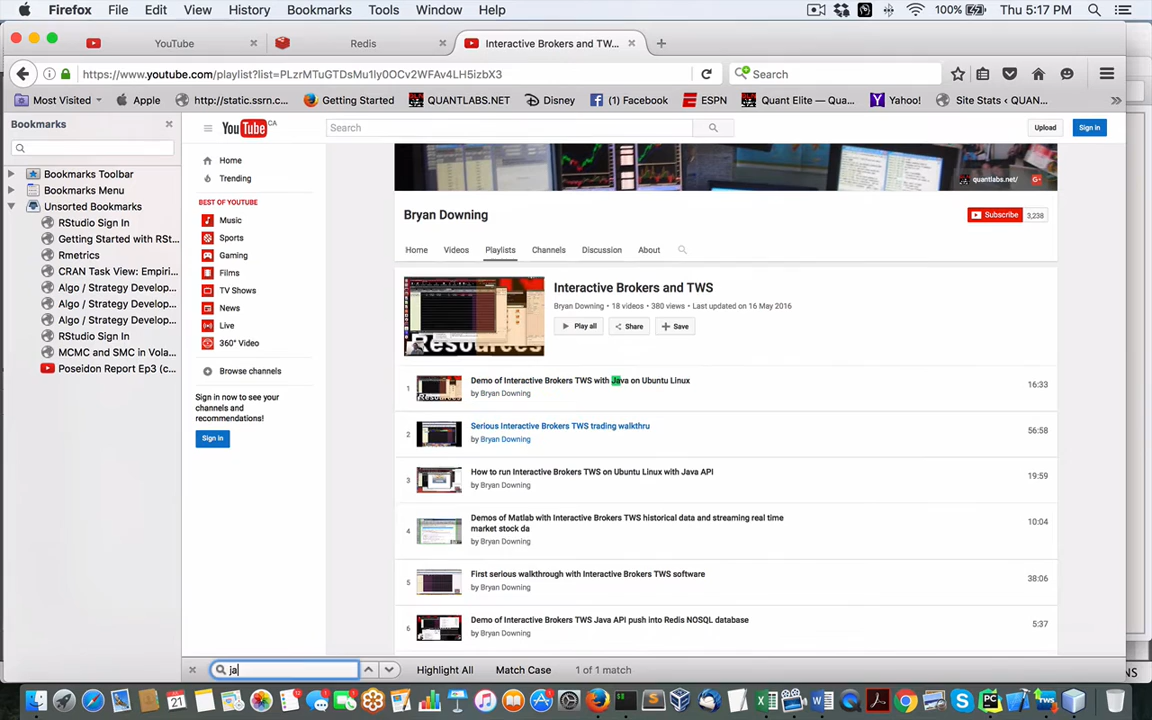 Firefox File Edit View History Bookmarks Tools Window Help 100% Thu 5:17 PM
YouTube Redis Interactive Brokers and TW...
https://www.youtube.com/playlist?list=PLzrMTuGTDsMu1ly0OCv2WFAv4LH5izbX3 Search
Most Visited Apple http://static.ssrn.c... Getting Started QUANTLABS.NET Disney (1) Facebook ESPN Quant Elite — Qua... Yahoo! Site Stats ‹ QUAN... »
Bookmarks
YouTube CA Search Upload Sign in
Bookmarks Toolbar
Bookmarks Menu
Unsorted Bookmarks
RStudio Sign In
Getting Started with RSt...
Rmetrics
CRAN Task View: Empiri...
Algo / Strategy Develop...
Algo / Strategy Develop...
Algo / Strategy Develop...
RStudio Sign In
MCMC and SMC in Vola...
Poseidon Report Ep3 (c...
Home
Trending
BEST OF YOUTUBE
Music
Sports
Gaming
Films
TV Shows
News
Live
360° Video
Browse channels
Sign in now to see your
channels and
recommendations!
Sign in
quantlabs.net/
Bryan Downing Subscribe 3,238
Home Videos Playlists Channels Discussion About
Interactive Brokers and TWS
Bryan Downing • 18 videos • 380 views • Last updated on 16 May 2016
Play all Share Save
Resources
1 Demo of Interactive Brokers TWS with Java on Ubuntu Linux 16:33
by Bryan Downing
2 Serious Interactive Brokers TWS trading walkthru 56:58
by Bryan Downing
3 How to run Interactive Brokers TWS on Ubuntu Linux with Java API 19:59
by Bryan Downing
4 Demos of Matlab with Interactive Brokers TWS historical data and streaming real time 10:04
market stock da
by Bryan Downing
5 First serious walkthrough with Interactive Brokers TWS software 38:06
by Bryan Downing
6 Demo of Interactive Brokers TWS Java API push into Redis NOSQL database 5:37
by Bryan Downing
ja Highlight All Match Case 1 of 1 match